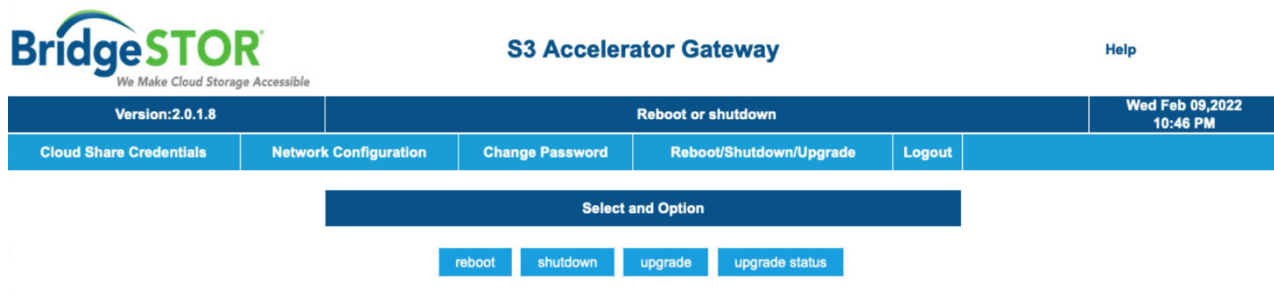 BridgeSTOR®
We Make Cloud Storage Accessible
S3 Accelerator Gateway
Help
Version:2.0.1.8
Reboot or shutdown
Wed Feb 09,2022
10:46 PM
Cloud Share Credentials Network Configuration Change Password Reboot/Shutdown/Upgrade Logout
Select and Option
reboot shutdown upgrade upgrade status